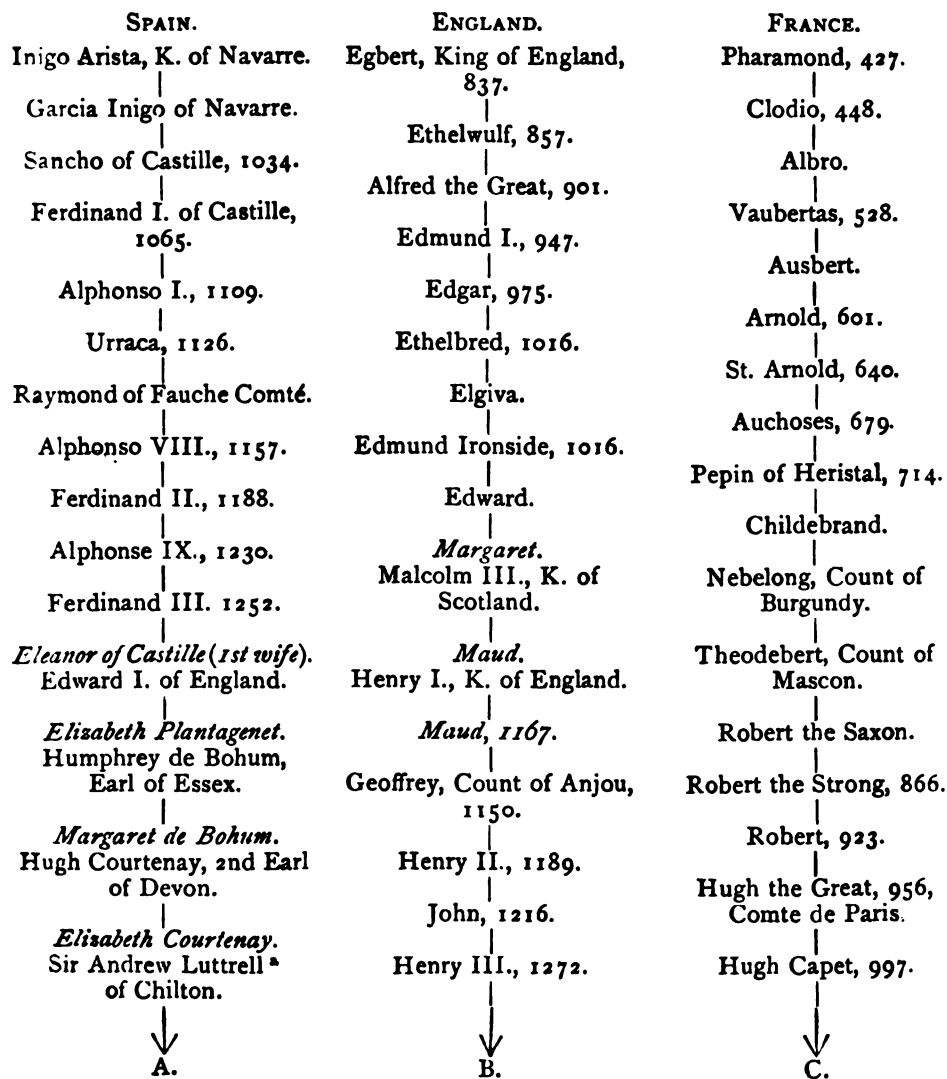 SPAIN.
Inigo Arista, K. of Navarre.
Garcia Inigo of Navarre.
Sancho of Castille, 1034.
Ferdinand I. of Castille,
1065.
Alphonso I., 1109.
Urraca, 1126.
Raymond of Fauche Comté.
Alphonso VIII., 1157.
Ferdinand II., 1188.
Alphonse IX., 1230.
Ferdinand III. 1252.
Eleanor of Castille (1st wife).
Edward I. of England.
Elizabeth Plantagenet.
Humphrey de Bohum,
Earl of Essex.
Margaret de Bohum.
Hugh Courtenay, 2nd Earl
of Devon.
Elizabeth Courtenay.
Sir Andrew Luttrell a
of Chilton.
A.
ENGLAND.
Egbert, King of England,
837.
Ethelwulf, 857.
Alfred the Great, 901.
Edmund I., 947.
Edgar, 975.
Ethelbred, 1016.
Elgiva.
Edmund Ironside, 1016.
Edward.
Margaret.
Malcolm III., K. of
Scotland.
Maud.
Henry I., K. of England.
Maud, 1167.
Geoffrey, Count of Anjou,
1150.
Henry II., 1189.
John, 1216.
Henry III., 1272.
B.
FRANCE.
Pharamond, 427.
Clodio, 448.
Albro.
Vaubertas, 528.
Ausbert.
Arnold, 601.
St. Arnold, 640.
Auchoses, 679.
Pepin of Heristal, 714.
Childebrand.
Nebelong, Count of
Burgundy.
Theodebert, Count of
Mascon.
Robert the Saxon.
Robert the Strong, 866.
Robert, 923.
Hugh the Great, 956,
Comte de Paris.
Hugh Capet, 997.
C.